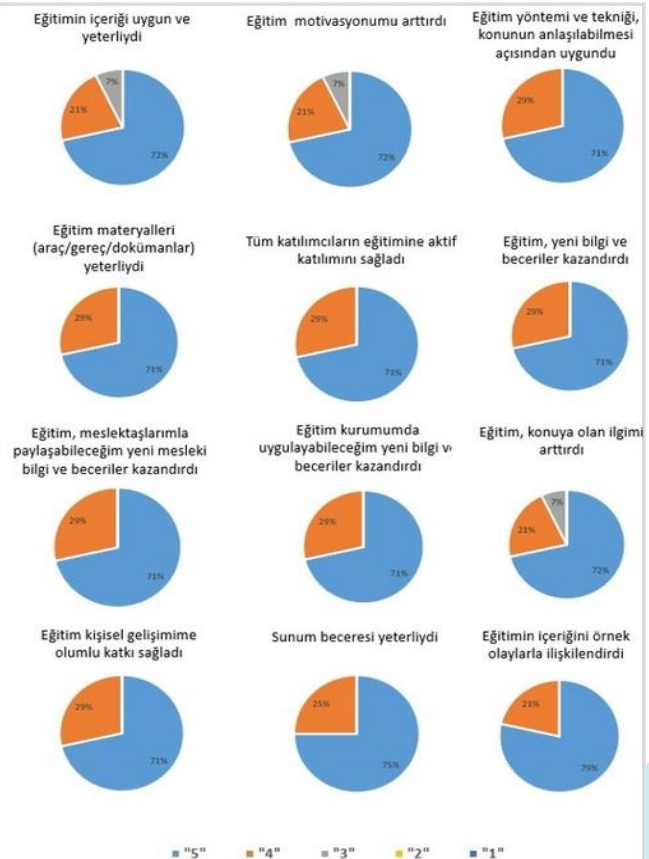 Eğitimin içeriği uygun ve
yeterliydi
7%
21%
72%
Eğitim motivasyonumu arttırdı
7%
21%
72%
Eğitim yöntemi ve tekniği,
konunun anlaşılabilmesi
açısından uygundu
29%
71%
Eğitim materyalleri
(araç/gereç/dokümanlar)
yeterliydi
29%
71%
Tüm katılımcıların eğitimine aktif
katılımını sağladı
29%
71%
Eğitim, yeni bilgi ve
beceriler kazandırdı
29%
71%
Eğitim, meslektaşlarımla
paylaşabileceğim yeni mesleki
bilgi ve beceriler kazandırdı
29%
71%
Eğitim kurumumda
uygulayabileceğim yeni bilgi v
beceriler kazandırdı
29%
71%
Eğitim, konuya olan ilgimi
arttırdı
7%
21%
72%
Eğitim kişisel gelişimime
olumlu katkı sağladı
29%
71%
Sunum beceresi yeterliydi
25%
75%
Eğitimin içeriğini örnek
olaylarla ilişkilendirdi
21%
79%
"5" "4" "3" "2" "1"